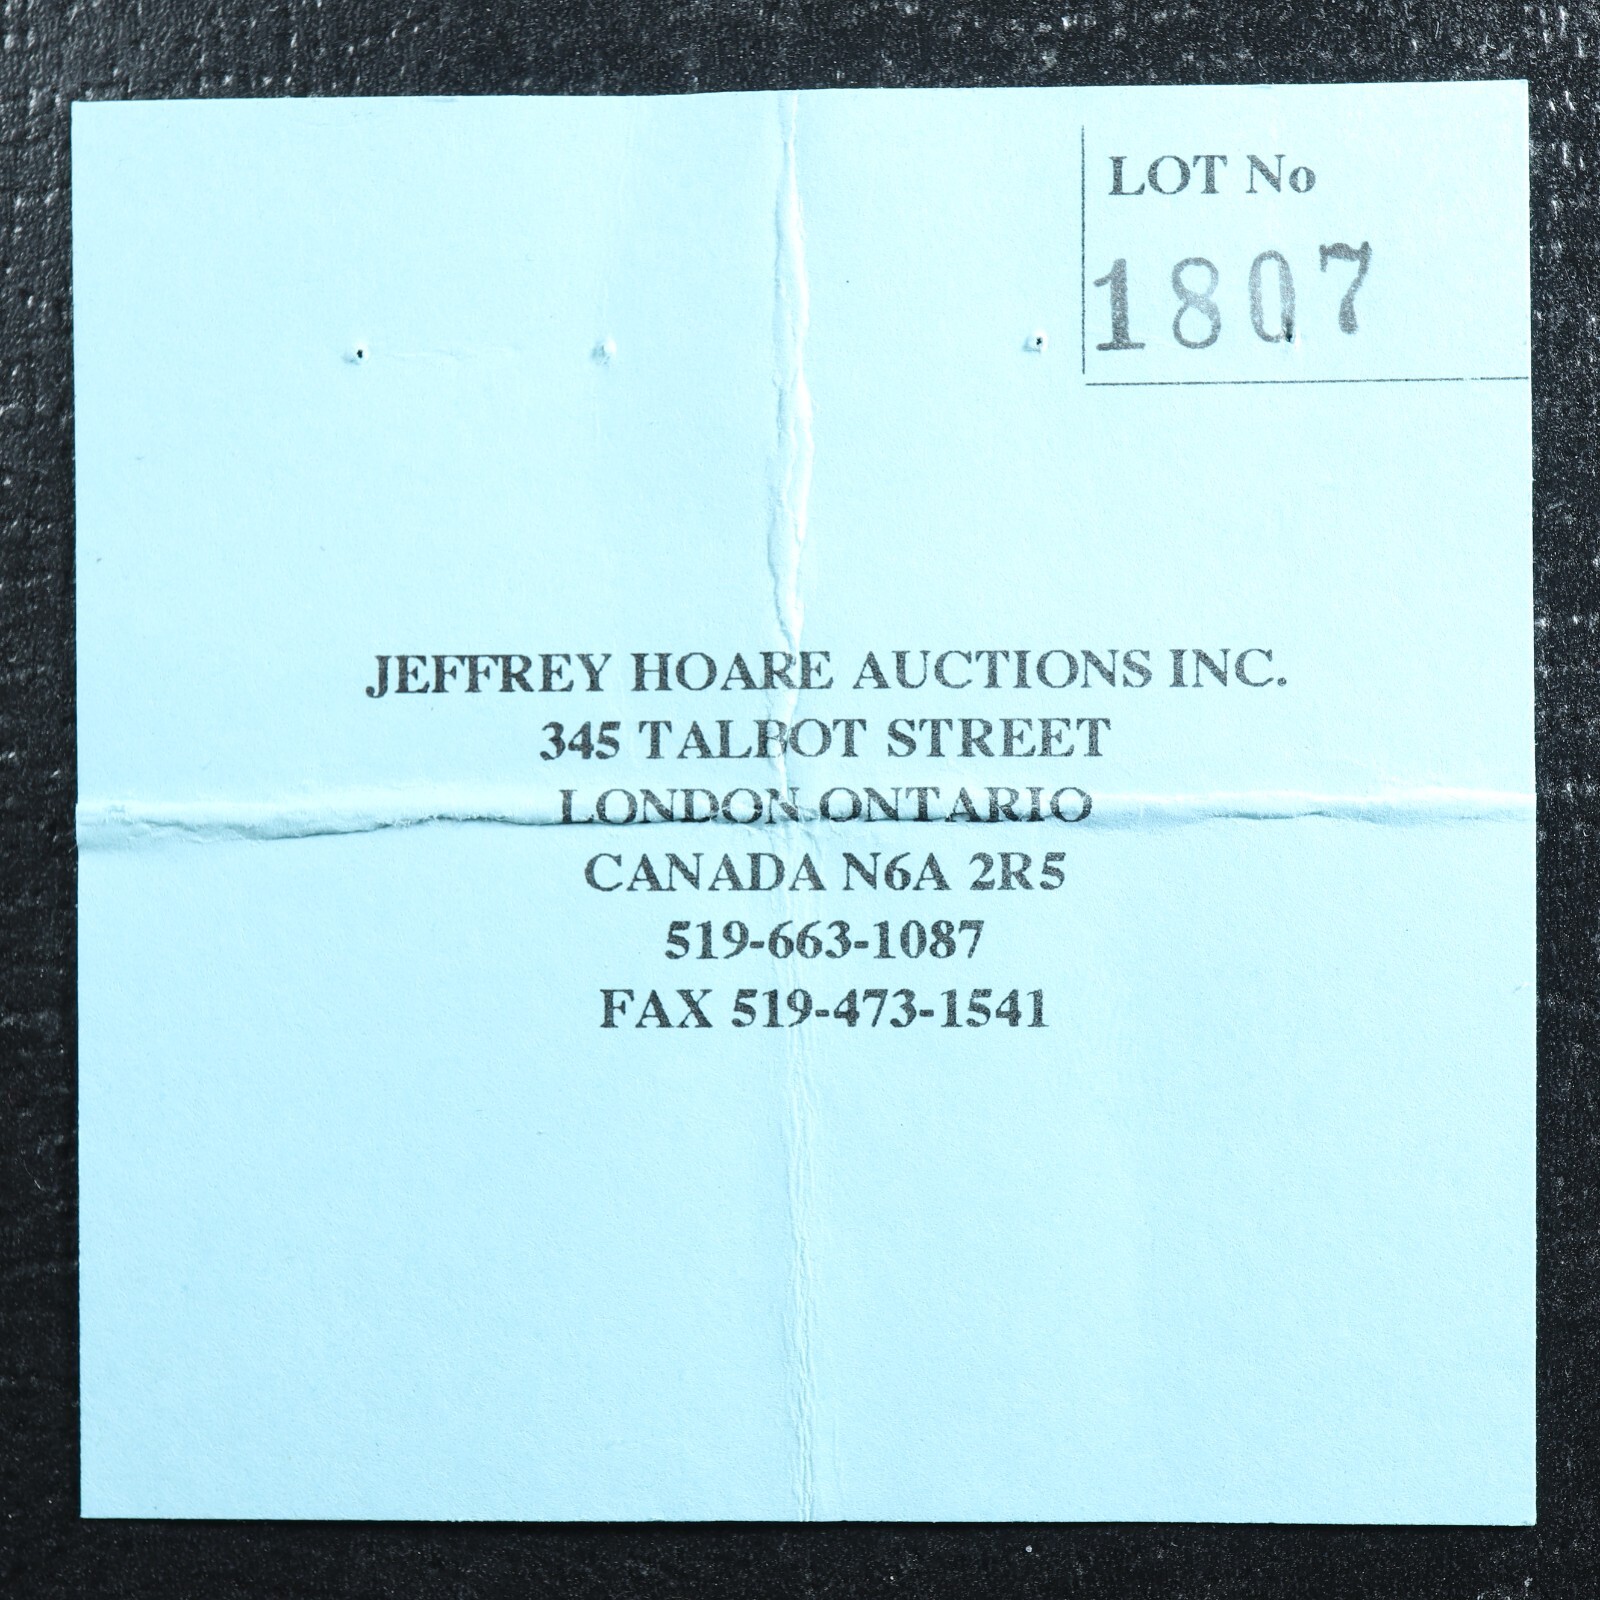 LOT No
1807
JEFFREY HOARE AUCTIONS INC.
345 TALBOT STREET
LONDON ONTARIO
CANADA N6A 2R5
519-663-1087
FAX 519-473-1541